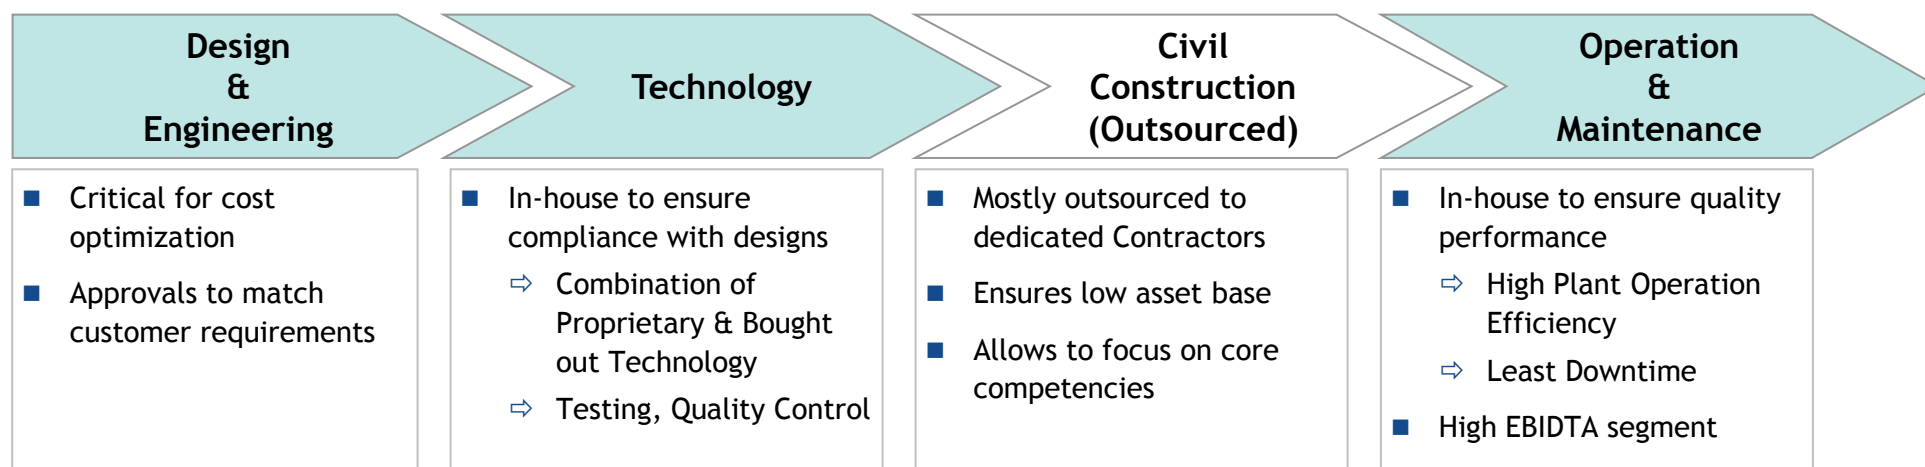 Design
&
Engineering
Technology
Civil
Construction
(Outsourced)
Operation
&
Maintenance
Critical for cost
optimization
Approvals to match
customer requirements
In-house to ensure
compliance with designs
Combination of
Proprietary & Bought
out Technology
Testing, Quality Control
Mostly outsourced to
dedicated Contractors
Ensures low asset base
Allows to focus on core
competencies
In-house to ensure quality
performance
High Plant Operation
Efficiency
Least Downtime
High EBIDTA segment